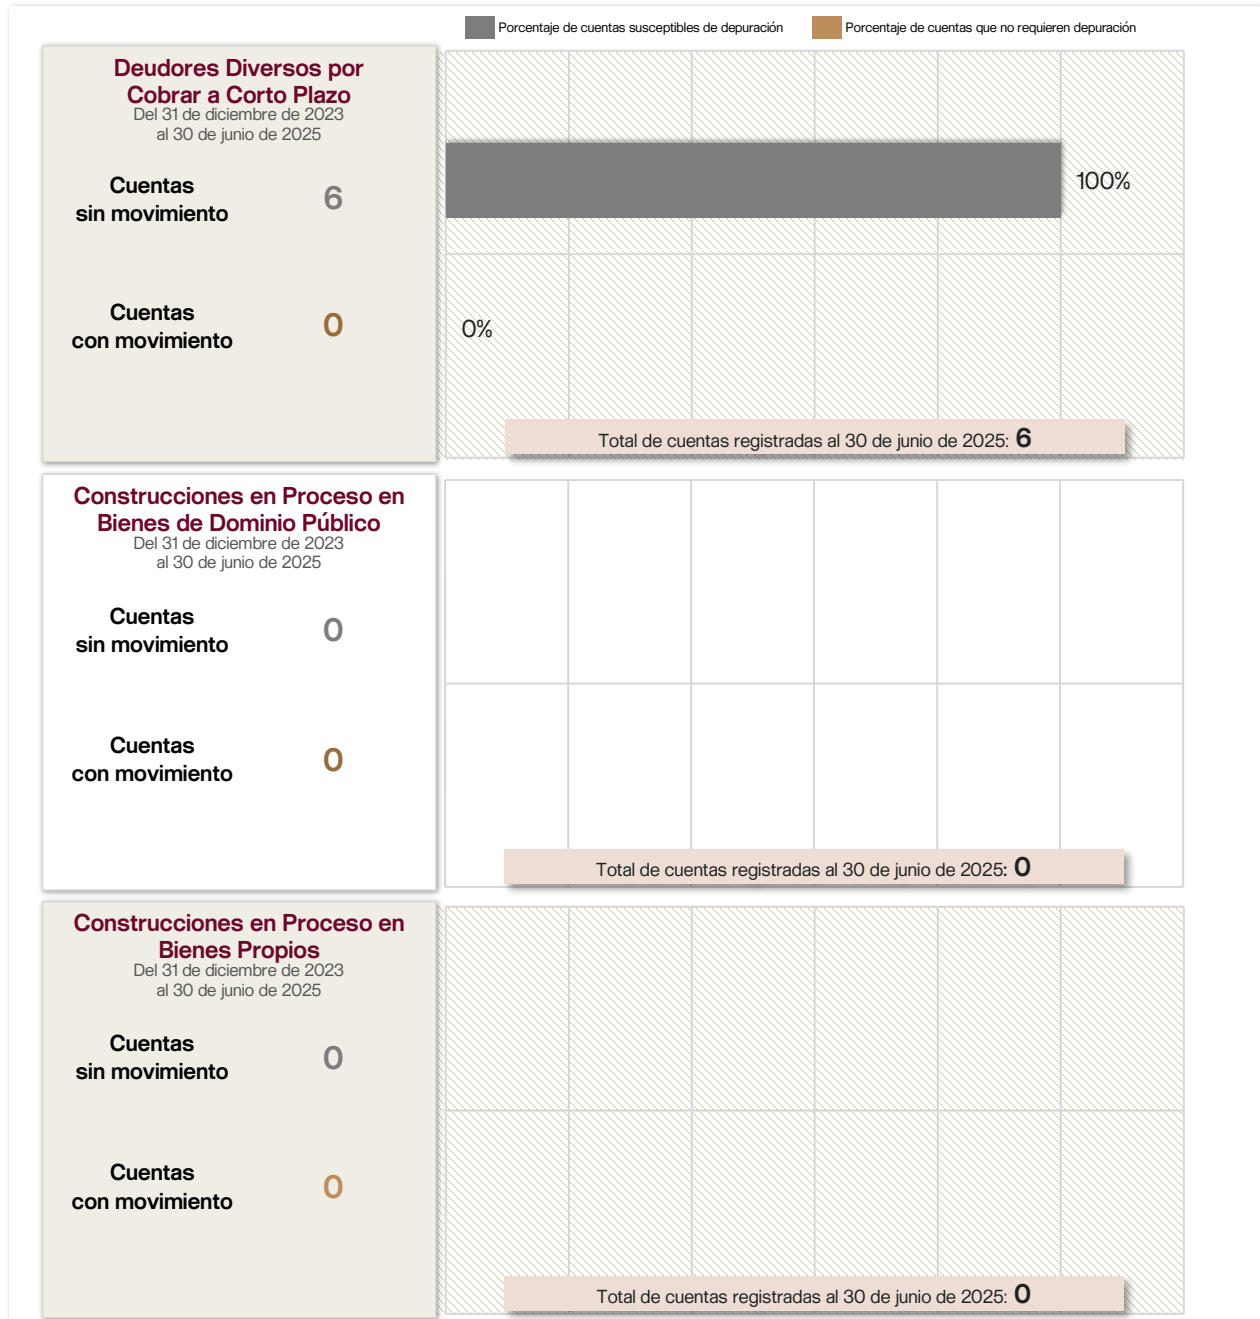 Porcentaje de cuentas susceptibles de depuración
Porcentaje de cuentas que no requieren depuración
Deudores Diversos por
Cobrar a Corto Plazo
Del 31 de diciembre de 2023
al 30 de junio de 2025
Cuentas
sin movimiento
6
Cuentas
con movimiento
0
100%
0%
Total de cuentas registradas al 30 de junio de 2025: 6
Construcciones en Proceso en
Bienes de Dominio Público
Del 31 de diciembre de 2023
al 30 de junio de 2025
Cuentas
sin movimiento
0
Cuentas
con movimiento
0
Total de cuentas registradas al 30 de junio de 2025: 0
Construcciones en Proceso en
Bienes Propios
Del 31 de diciembre de 2023
al 30 de junio de 2025
Cuentas
sin movimiento
0
Cuentas
con movimiento
0
Total de cuentas registradas al 30 de junio de 2025: 0